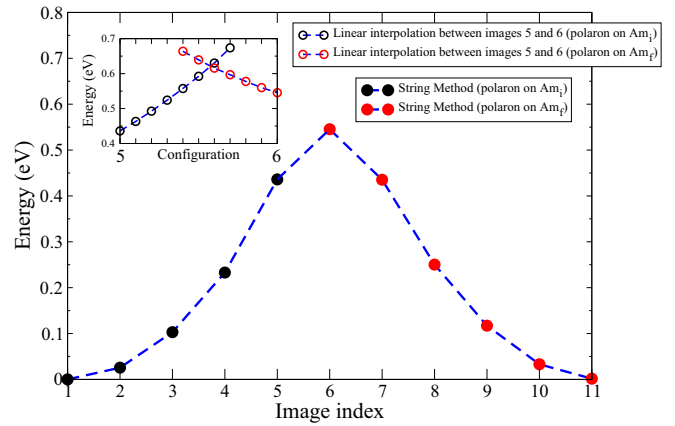 0.8
0.7
0.6
0.5
0.4
0.3
0.2
0.1
0
Energy (eV)
1 2 3 4 5 6 7 8 9 10 11
Image index
0.7
0.6
0.5
0.4
Energy (eV)
5 6
Configuration
Linear interpolation between images 5 and 6 (polaron on Am_i)
Linear interpolation between images 5 and 6 (polaron on Am_f)
String Method (polaron on Am_i)
String Method (polaron on Am_f)